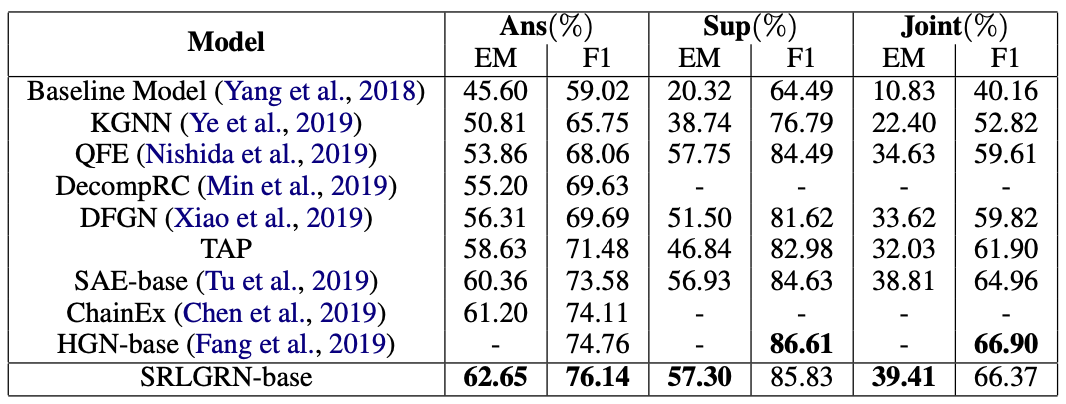 Model Ans(%) Sup(%) Joint(%)
EM F1 EM F1 EM F1
Baseline Model (Yang et al., 2018) 45.60 59.02 20.32 64.49 10.83 40.16
KGNN (Ye et al., 2019) 50.81 65.75 38.74 76.79 22.40 52.82
QFE (Nishida et al., 2019) 53.86 68.06 57.75 84.49 34.63 59.61
DecompRC (Min et al., 2019) 55.20 69.63 - - - -
DFGN (Xiao et al., 2019) 56.31 69.69 51.50 81.62 33.62 59.82
TAP 58.63 71.48 46.84 82.98 32.03 61.90
SAE-base (Tu et al., 2019) 60.36 73.58 56.93 84.63 38.81 64.96
ChainEx (Chen et al., 2019) 61.20 74.11 - - - -
HGN-base (Fang et al., 2019) - 74.76 - 86.61 - 66.90
SRLGRN-base 62.65 76.14 57.30 85.83 39.41 66.37